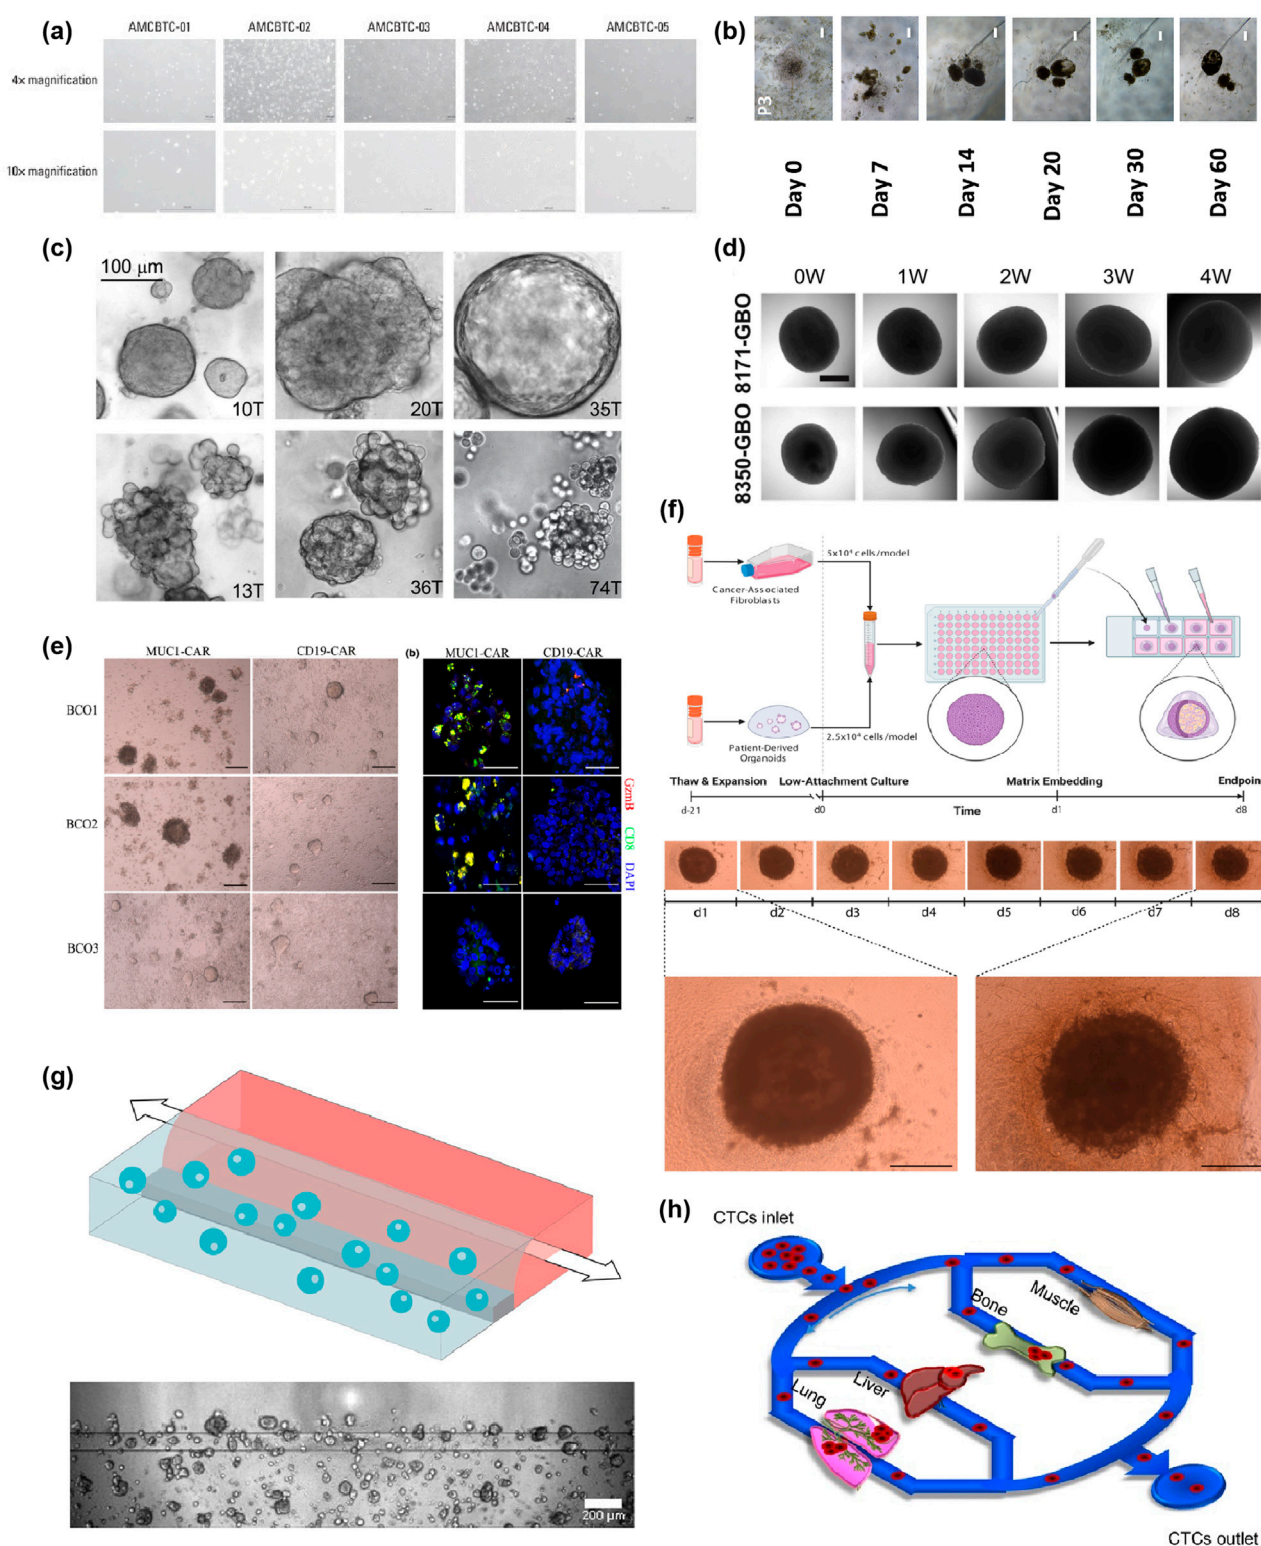 (a)
AMCBTC-01 AMCBTC-02 AMCBTC-03 AMCBTC-04 AMCBTC-05
4× magnification
10× magnification
(b)
P3
Day 0 Day 7 Day 14 Day 20 Day 30 Day 60
(c)
100 μm
10T 20T 35T
13T 36T 74T
(d)
0W 1W 2W 3W 4W
8171-GBO
8350-GBO
(e)
MUC1-CAR CD19-CAR
BCO1
BCO2
BCO3
(b)
MUC1-CAR CD19-CAR
GzmB CD8 DAPI
(f)
5x10⁴ cells/model
Cancer-Associated
Fibroblasts
2.5x10⁴ cells/model
Patient-Derived
Organoids
Thaw & Expansion Low-Attachment Culture Matrix Embedding Endpoin
d-21 d0 Time d1 d8
d1 d2 d3 d4 d5 d6 d7 d8
(g)
200 μm
(h)
CTCs inlet
Muscle
Bone
Liver
Lung
CTCs outlet